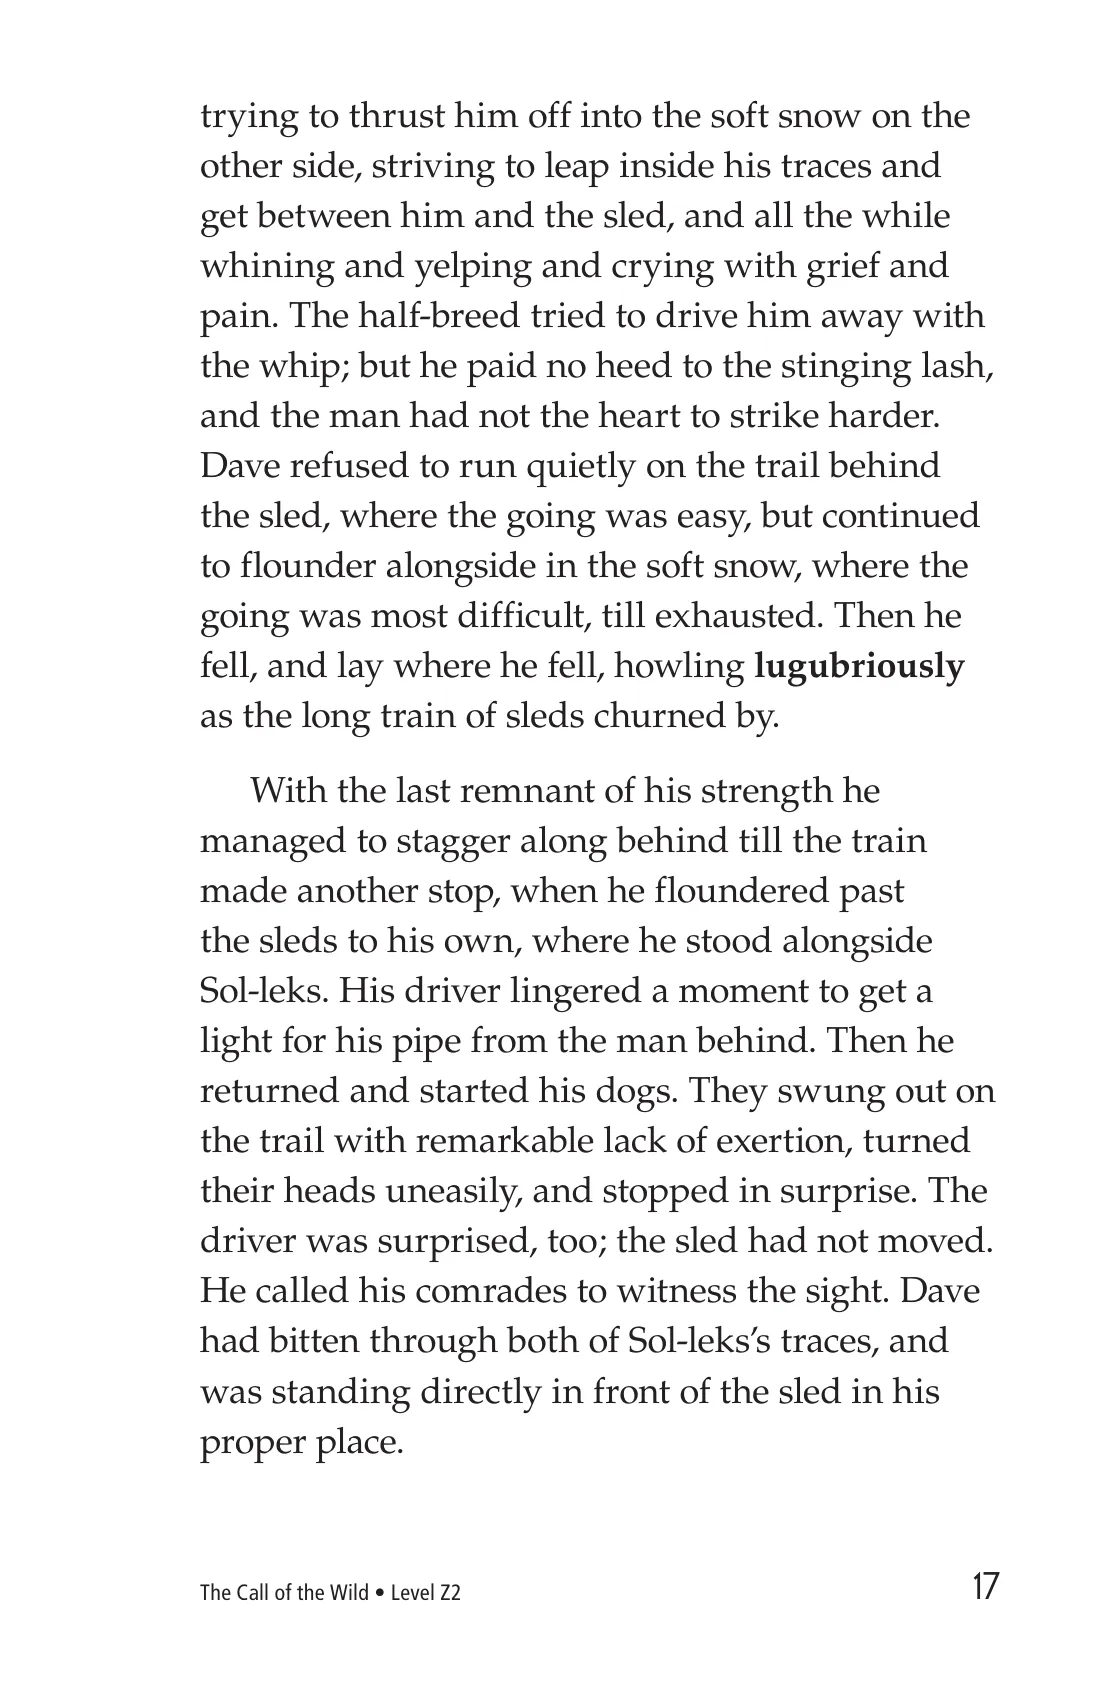 trying to thrust him off into the soft snow on the
other side, striving to leap inside his traces and
get between him and the sled, and all the while
whining and yelping and crying with grief and
pain. The half-breed tried to drive him away with
the whip; but he paid no heed to the stinging lash,
and the man had not the heart to strike harder.
Dave refused to run quietly on the trail behind
the sled, where the going was easy, but continued
to flounder alongside in the soft snow, where the
going was most difficult, till exhausted. Then he
fell, and lay where he fell, howling lugubriously
as the long train of sleds churned by.
With the last remnant of his strength he
managed to stagger along behind till the train
made another stop, when he floundered past
the sleds to his own, where he stood alongside
Sol-leks. His driver lingered a moment to get a
light for his pipe from the man behind. Then he
returned and started his dogs. They swung out on
the trail with remarkable lack of exertion, turned
their heads uneasily, and stopped in surprise. The
driver was surprised, too; the sled had not moved.
He called his comrades to witness the sight. Dave
had bitten through both of Sol-leks’s traces, and
was standing directly in front of the sled in his
proper place.
The Call of the Wild • Level Z2
17